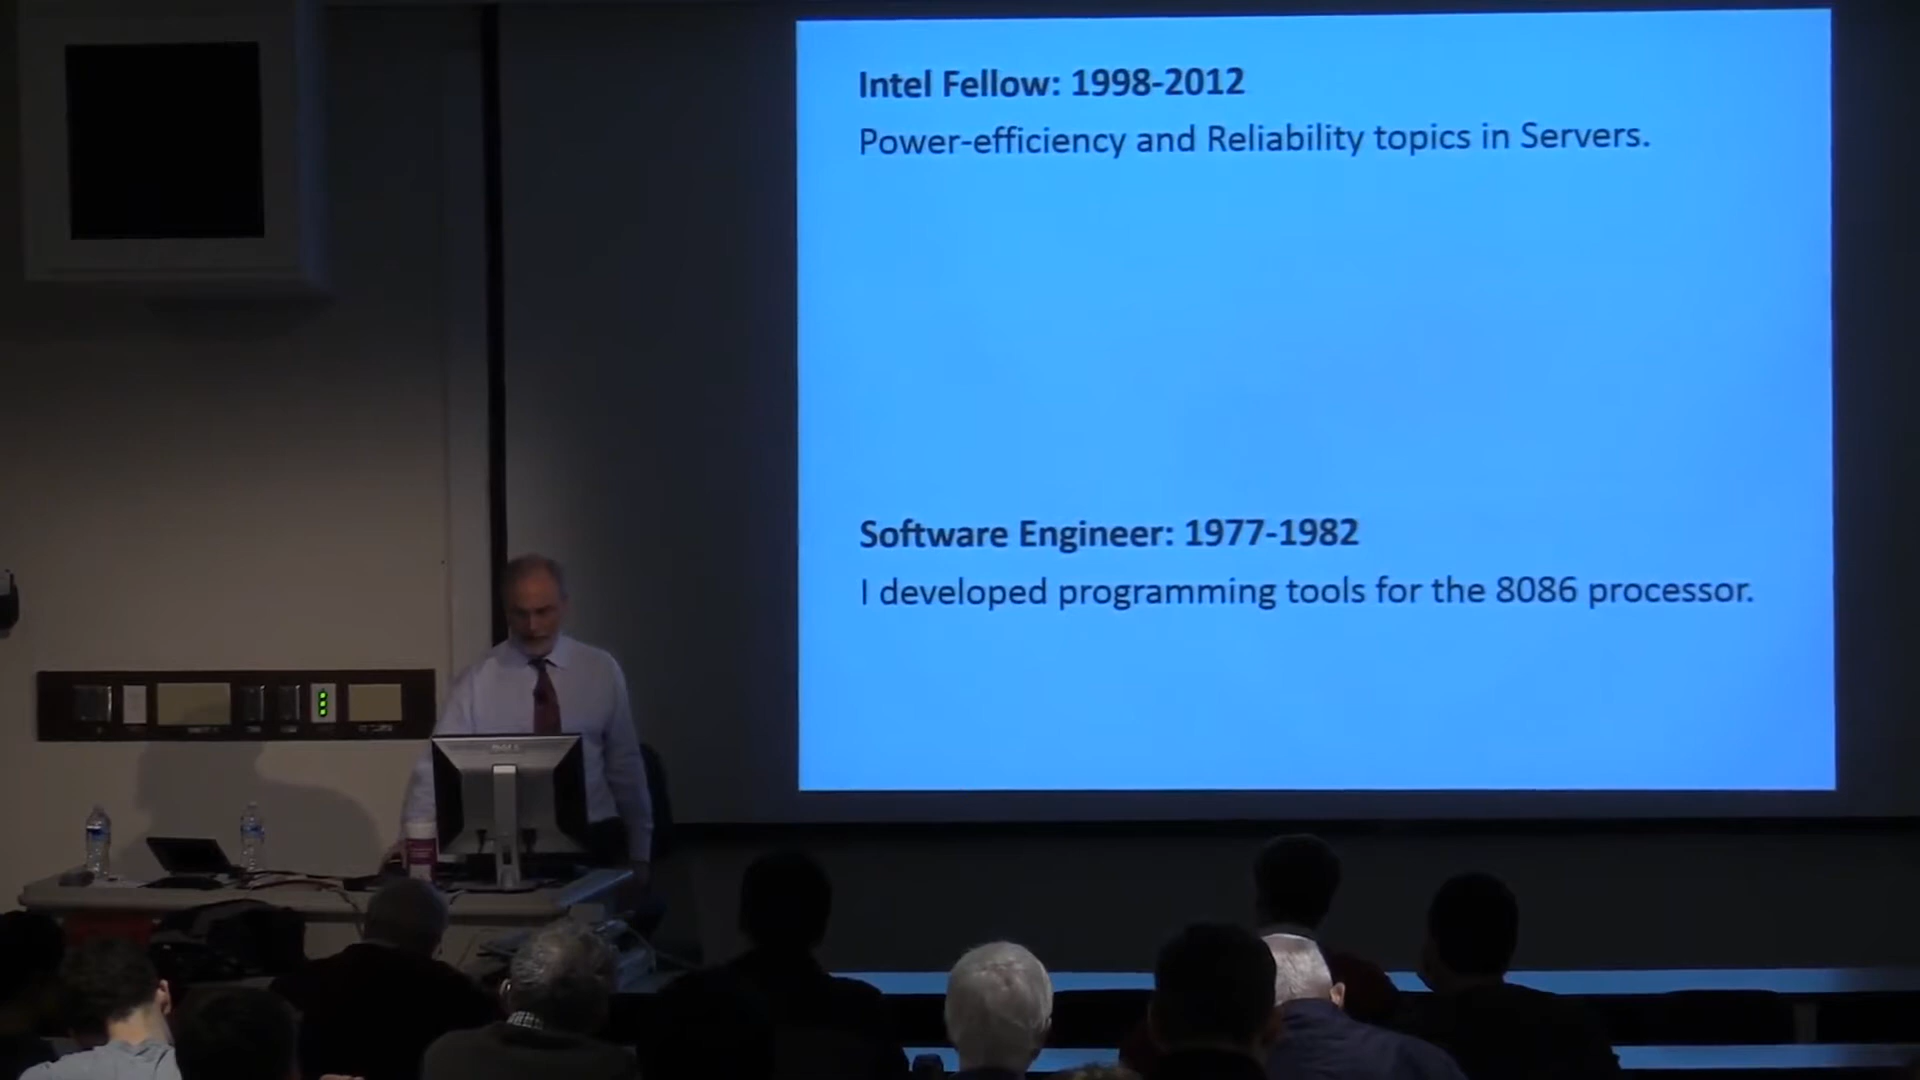 Intel Fellow: 1998-2012
Power-efficiency and Reliability topics in Servers.
Software Engineer: 1977-1982
I developed programming tools for the 8086 processor.
DELL